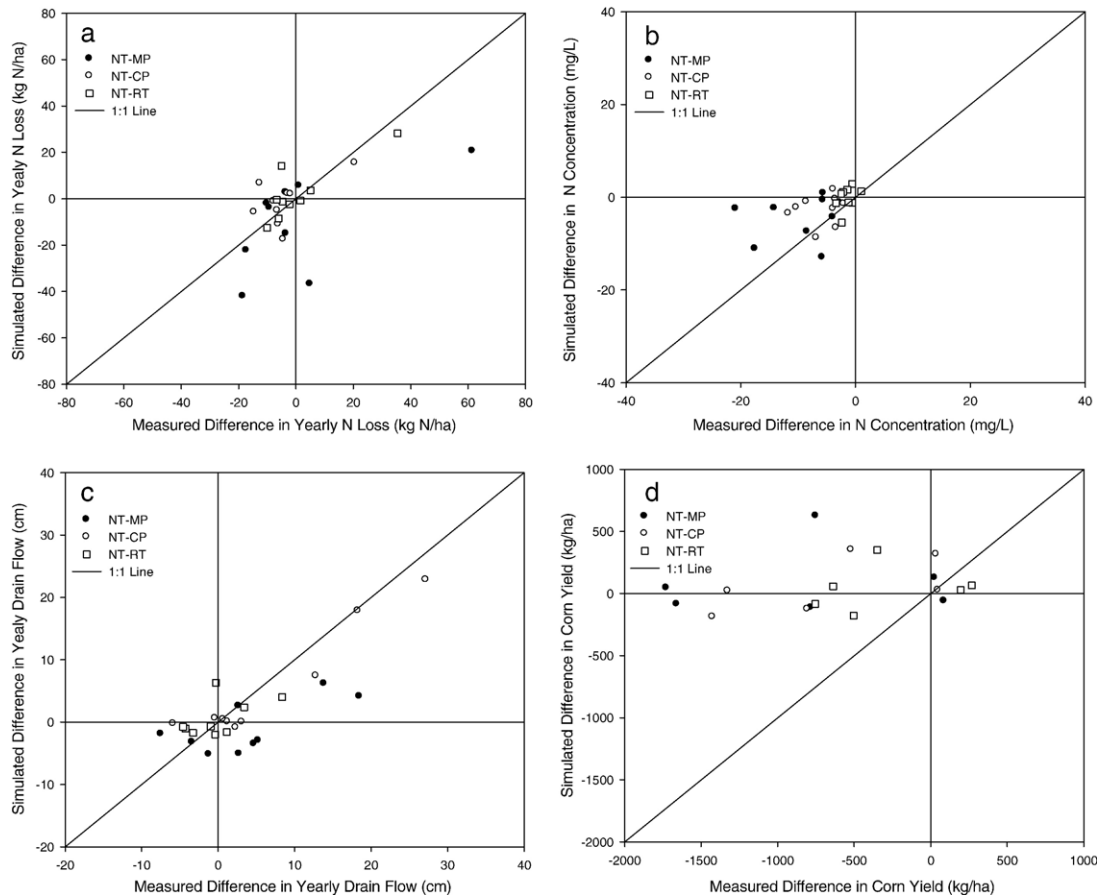 a
NT-MP
NT-CP
NT-RT
1:1 Line
80
60
40
20
0
-20
-40
-60
-80
-80 -60 -40 -20 0 20 40 60 80
Simulated Difference in Yealy N Loss (kg N/ha)
Measured Difference in Yearly N Loss (kg N/ha)
b
NT-MP
NT-CP
NT-RT
1:1 Line
40
20
0
-20
-40
-40 -20 0 20 40
Simulated Difference in N Concentration (mg/L)
Measured Difference in N Concentration (mg/L)
c
NT-MP
NT-CP
NT-RT
1:1 Line
40
30
20
10
0
-10
-20
-20 -10 0 10 20 30 40
Simulated Difference in Yealy Drain Flow (cm)
Measured Difference in Yearly Drain Flow (cm)
d
NT-MP
NT-CP
NT-RT
1:1 Line
1000
500
0
-500
-1000
-1500
-2000
-2000 -1500 -1000 -500 0 500 1000
Simulated Difference in Corn Yield (kg/ha)
Measured Difference in Corn Yield (kg/ha)